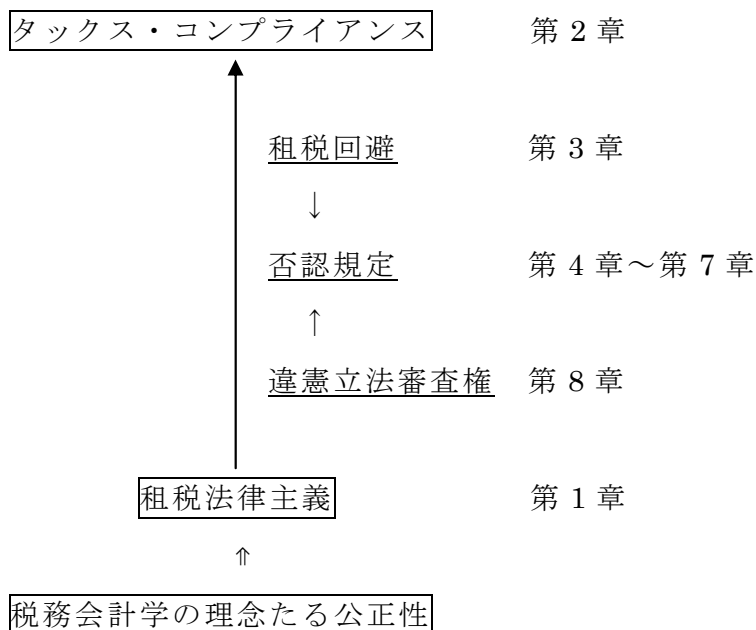 タックス・コンプライアンス 第 2 章
租税回避 第 3 章
↓
否認規定 第 4 章～第 7 章
↑
違憲立法審査権 第 8 章
租税法律主義 第 1 章
⇑
税務会計学の理念たる公正性